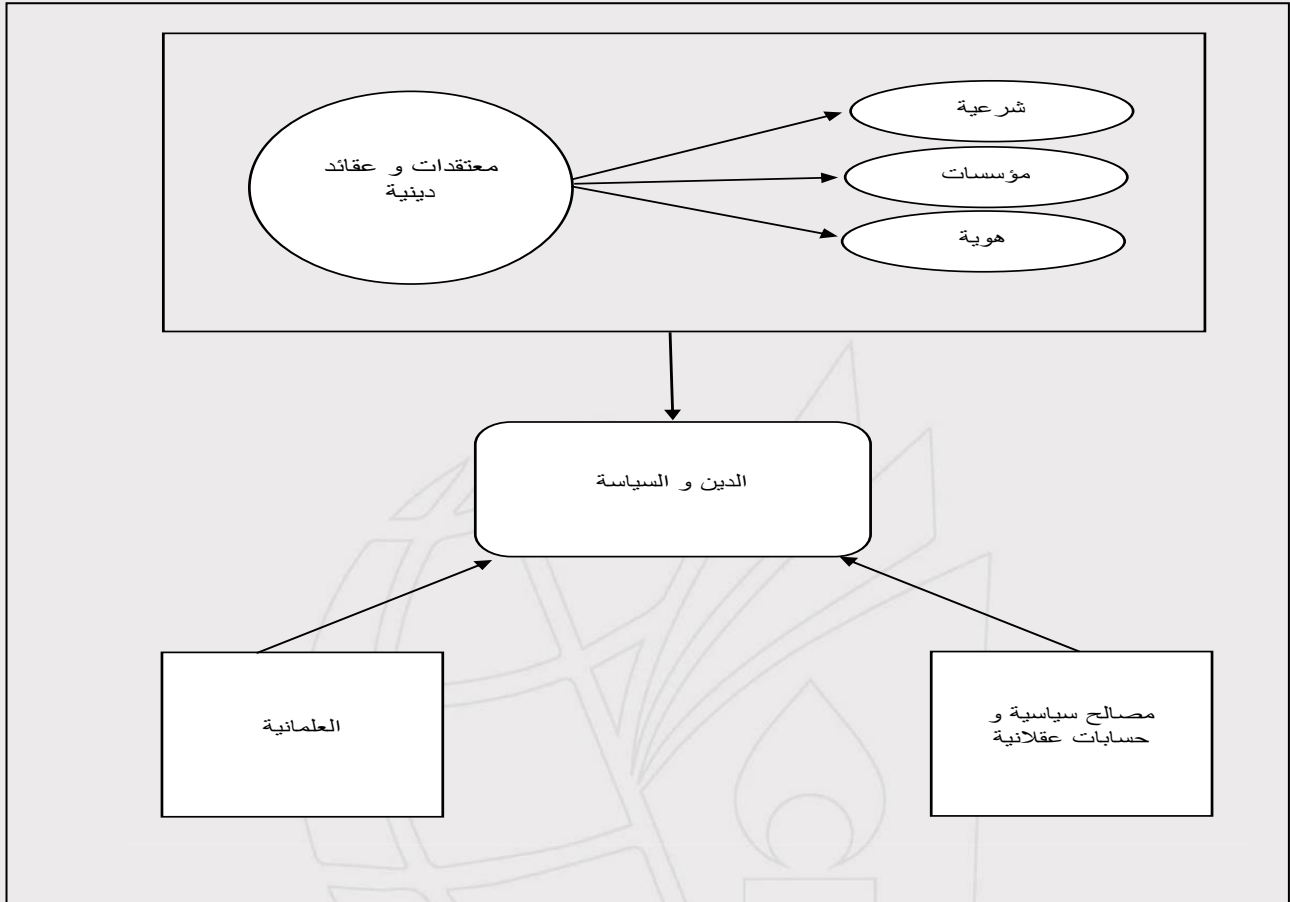 شرعية
معتقدات و عقائد
دينية
مؤسسات
هوية
الدين و السياسة
مصالح سياسية و
حسابات عقلانية
العلمانية